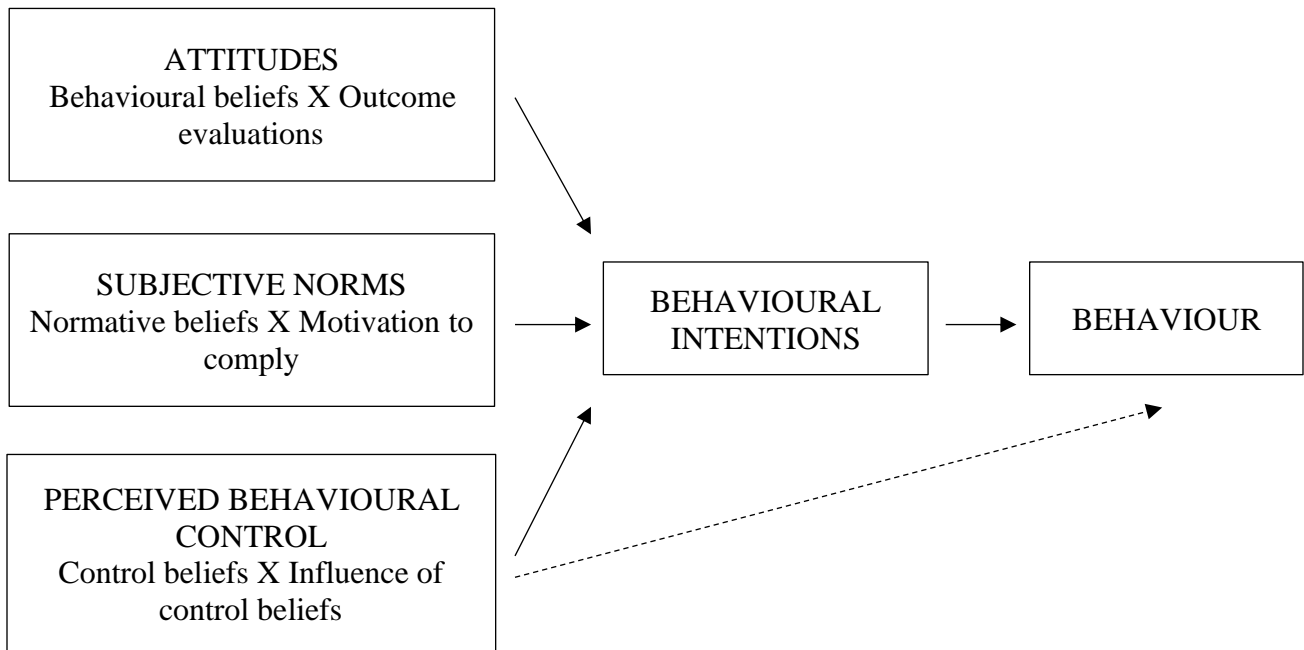 ATTITUDES
Behavioural beliefs X Outcome
evaluations
SUBJECTIVE NORMS
Normative beliefs X Motivation to
comply
PERCEIVED BEHAVIOURAL
CONTROL
Control beliefs X Influence of
control beliefs
BEHAVIOURAL
INTENTIONS
BEHAVIOUR